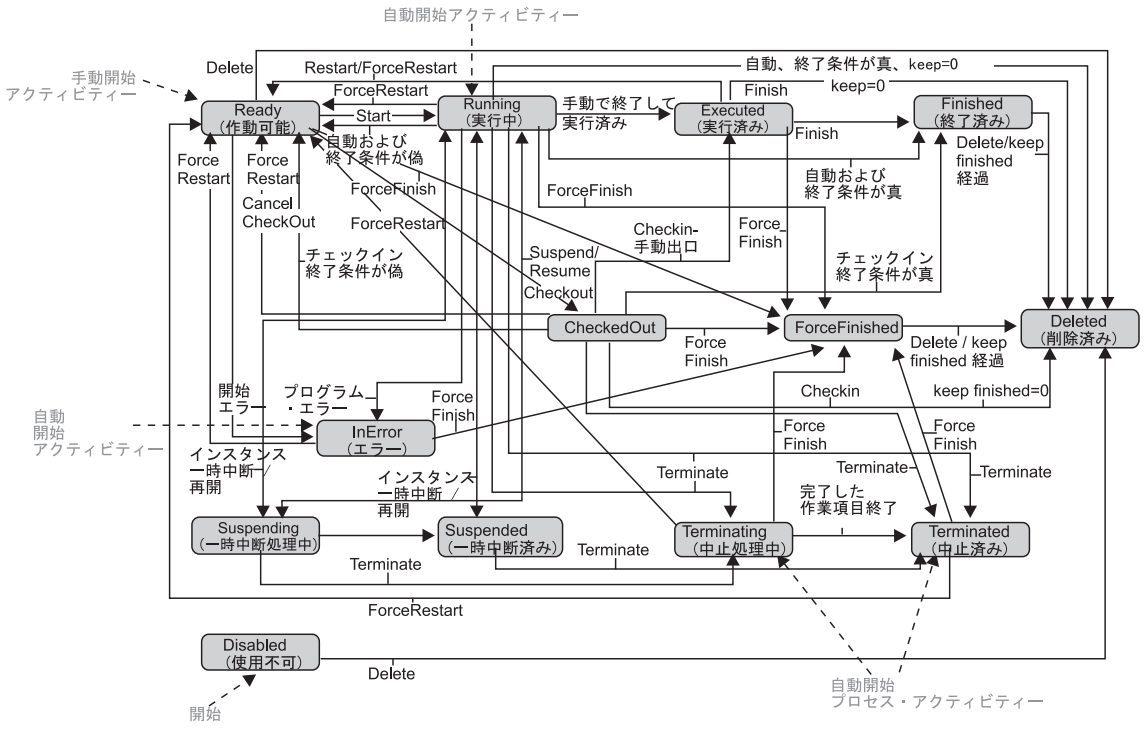 自動開始アクティビティー
手動開始
アクティビティー
Delete
Restart/ForceRestart
自動、終了条件が真、keep=0
Finish
keep=0
ForceRestart
Ready
(作動可能)
Start
Running
(実行中)
手動で終了して
実行済み
Executed
(実行済み)
Finish
Finished
(終了済み)
Force
Restart
Force
Restart
自動および
終了条件が偽
ForceFinish
ForceFinish
自動および
終了条件が真
Delete/keep
finished
経過
Cancel
CheckOut
ForceRestart
Checkin-
手動出口
Force
Finish
チェックイン
終了条件が偽
Suspend/
Resume
Checkout
チェックイン
終了条件が真
CheckedOut
Force
Finish
ForceFinished
Delete / keep
finished 経過
Deleted
(削除済み)
開始
エラー
プログラム
・エラー
Force
Finish
Checkin
keep finished=0
自動
開始
アクティビティー
InError
(エラー)
Force
Finish
Force
Finish
インスタンス
一時中断 /
再開
インスタンス
一時中断 /
再開
Terminate
Terminate
Terminate
完了した
作業項目終了
Suspending
(一時中断処理中)
Suspended
(一時中断済み)
Terminating
(中止処理中)
Terminated
(中止済み)
Terminate
Terminate
ForceRestart
Disabled
(使用不可)
Delete
開始
自動開始
プロセス・アクティビティー